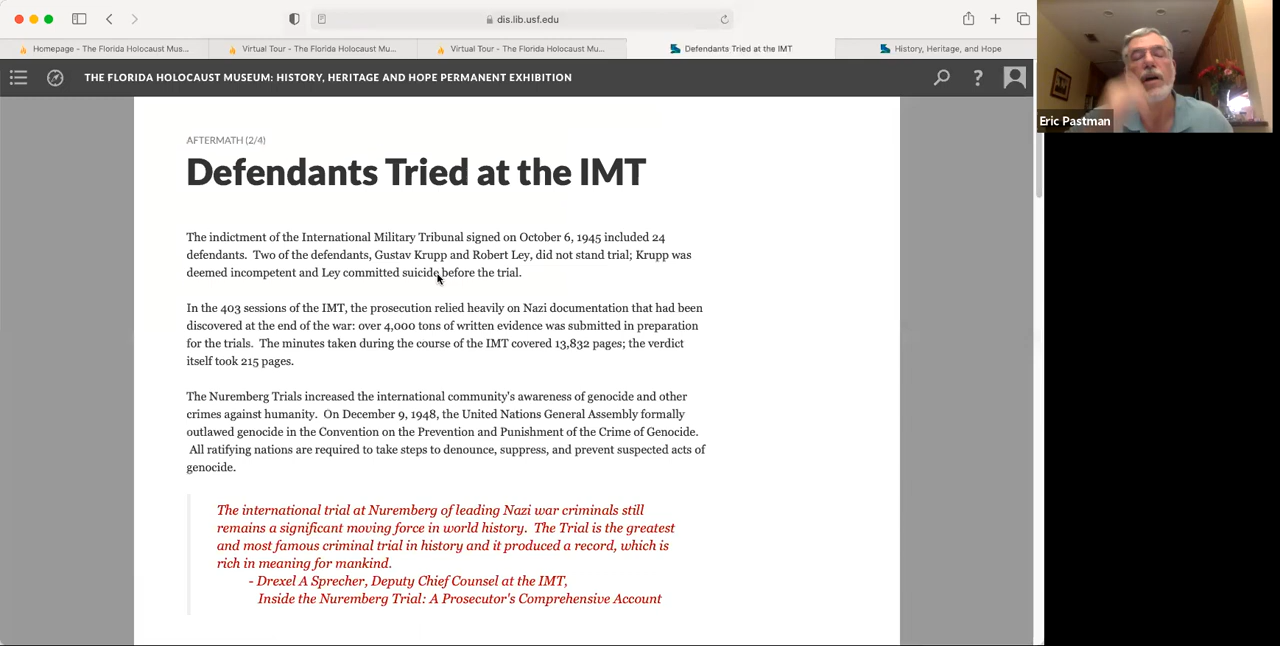 dis.lib.usf.edu
Homepage - The Florida Holocaust Mus...
Virtual Tour - The Florida Holocaust Mu...
Virtual Tour - The Florida Holocaust Mu...
Defendants Tried at the IMT
History, Heritage, and Hope
THE FLORIDA HOLOCAUST MUSEUM: HISTORY, HERITAGE AND HOPE PERMANENT EXHIBITION
?
Eric Pastman
AFTERMATH (2/4)
Defendants Tried at the IMT
The indictment of the International Military Tribunal signed on October 6, 1945 included 24
defendants.  Two of the defendants, Gustav Krupp and Robert Ley, did not stand trial; Krupp was
deemed incompetent and Ley committed suicide before the trial.
In the 403 sessions of the IMT, the prosecution relied heavily on Nazi documentation that had been
discovered at the end of the war: over 4,000 tons of written evidence was submitted in preparation
for the trials.  The minutes taken during the course of the IMT covered 13,832 pages; the verdict
itself took 215 pages.
The Nuremberg Trials increased the international community's awareness of genocide and other
crimes against humanity.  On December 9, 1948, the United Nations General Assembly formally
outlawed genocide in the Convention on the Prevention and Punishment of the Crime of Genocide.
All ratifying nations are required to take steps to denounce, suppress, and prevent suspected acts of
genocide.
The international trial at Nuremberg of leading Nazi war criminals still
remains a significant moving force in world history.  The Trial is the greatest
and most famous criminal trial in history and it produced a record, which is
rich in meaning for mankind.
- Drexel A Sprecher, Deputy Chief Counsel at the IMT,
Inside the Nuremberg Trial: A Prosecutor's Comprehensive Account